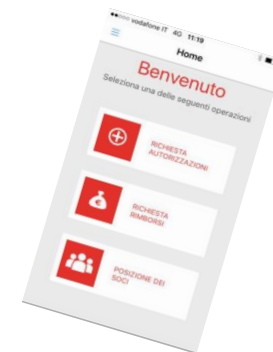 vodafone IT 4G 11:19
Home
Benvenuto
Seleziona una delle seguenti operazioni
RICHIESTA
AUTORIZZAZIONI
RICHIESTA
RIMBORSI
POSIZIONE DEI
SOCI